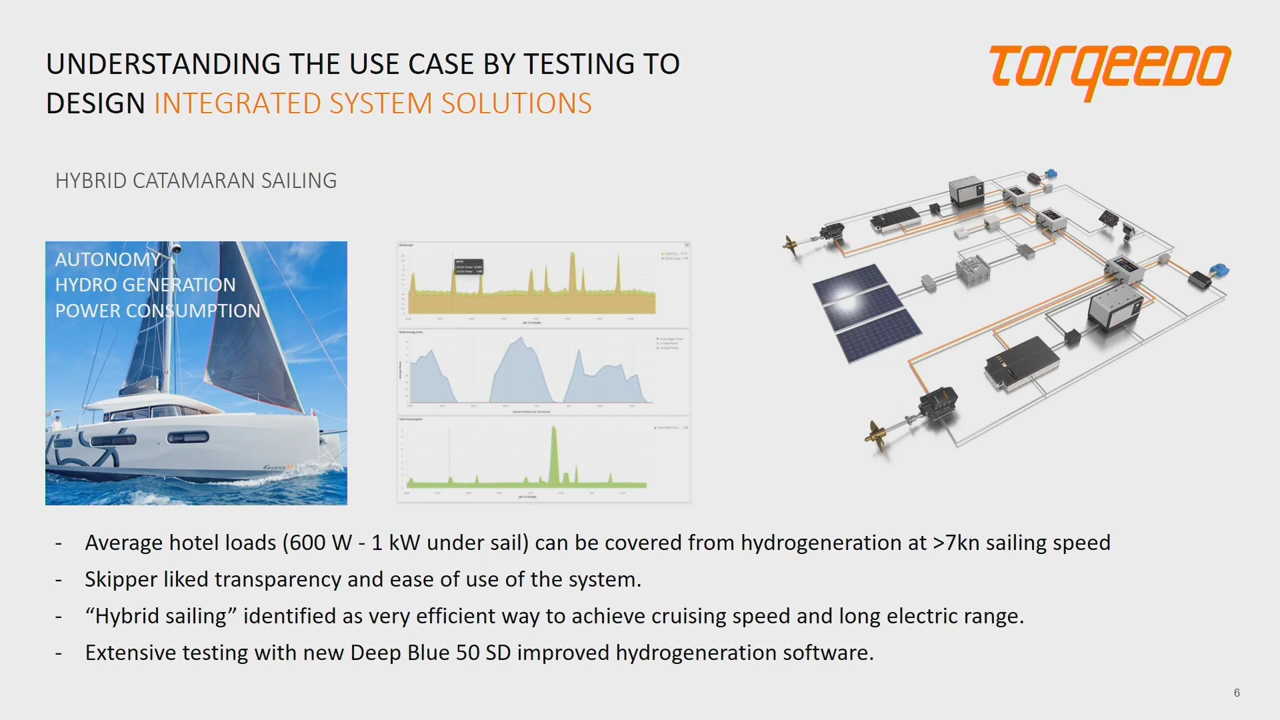 UNDERSTANDING THE USE CASE BY TESTING TO
DESIGN INTEGRATED SYSTEM SOLUTIONS
TORQEEDO
HYBRID CATAMARAN SAILING
AUTONOMY
HYDRO GENERATION
POWER CONSUMPTION
- Average hotel loads (600 W - 1 kW under sail) can be covered from hydrogeneration at >7kn sailing speed
- Skipper liked transparency and ease of use of the system.
- “Hybrid sailing” identified as very efficient way to achieve cruising speed and long electric range.
- Extensive testing with new Deep Blue 50 SD improved hydrogeneration software.
6